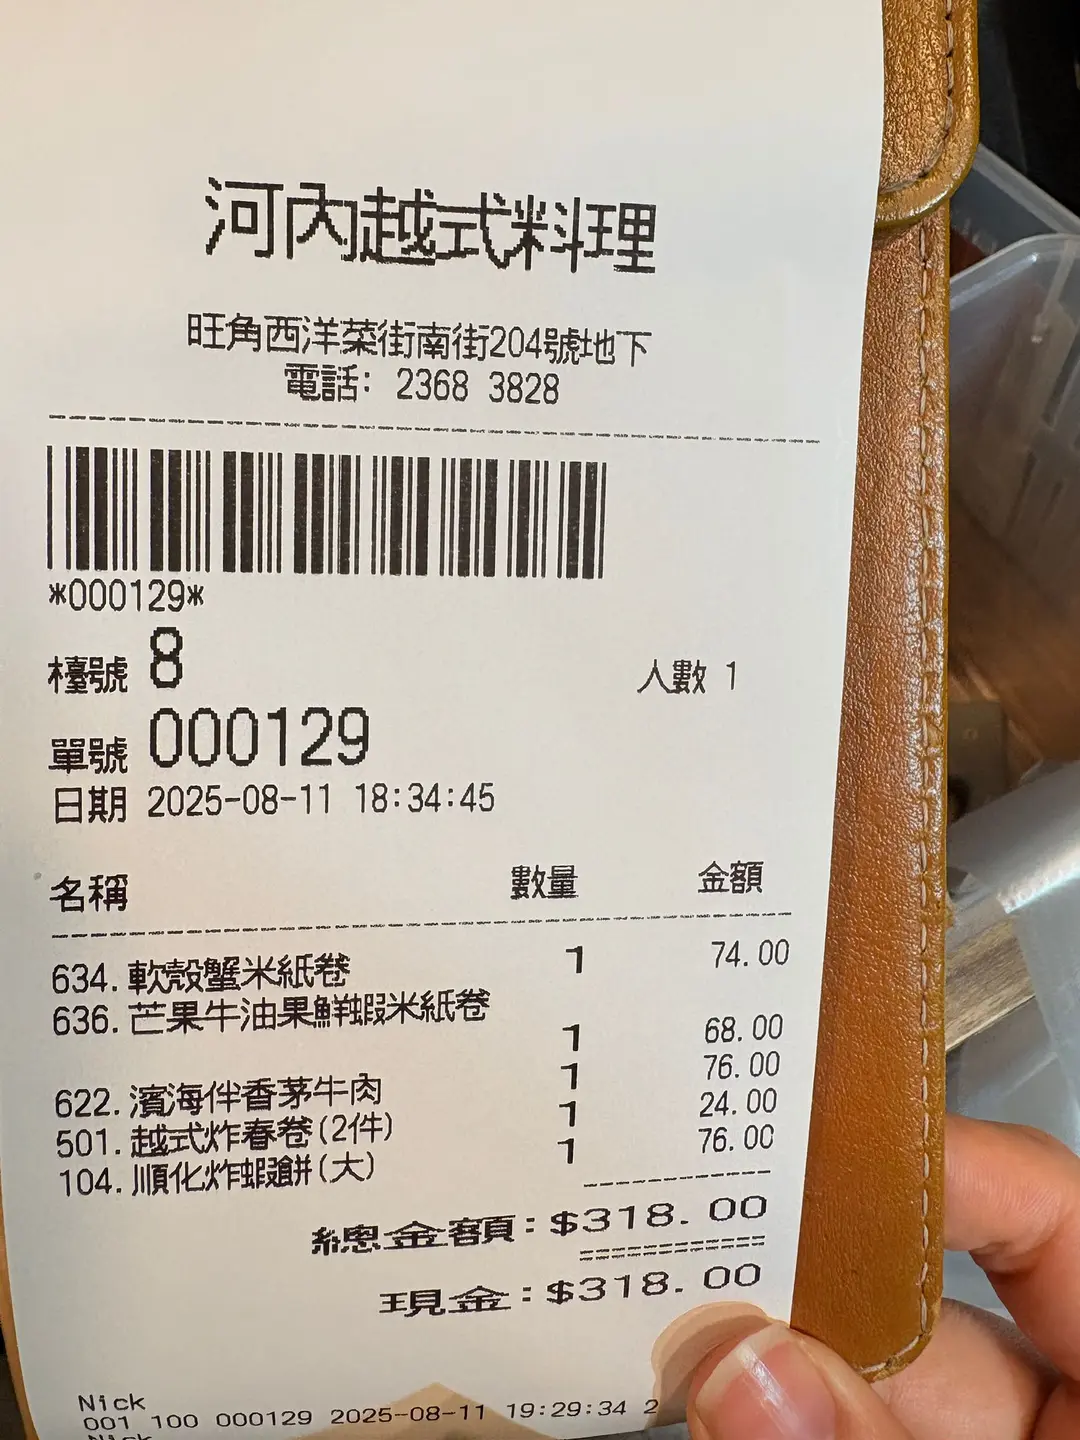 河內越式料理
旺角西洋菜街南街204號地下
電話: 2368 3828
*000129*
檯號 8 人數 1
單號 000129
日期 2025-08-11 18:34:45
名稱 數量 金額
634. 軟殼蟹米紙卷 1 74.00
636. 芒果牛油果鮮蝦米紙卷
1 68.00
622. 濱海伴香茅牛肉 1 76.00
501. 越式炸春卷(2件) 1 24.00
104. 順化炸蝦餅(大) 1 76.00
總金額:$318.00
現金:$318.00
Nick
001 100 000129 2025-08-11 19:29:34 2
Nick